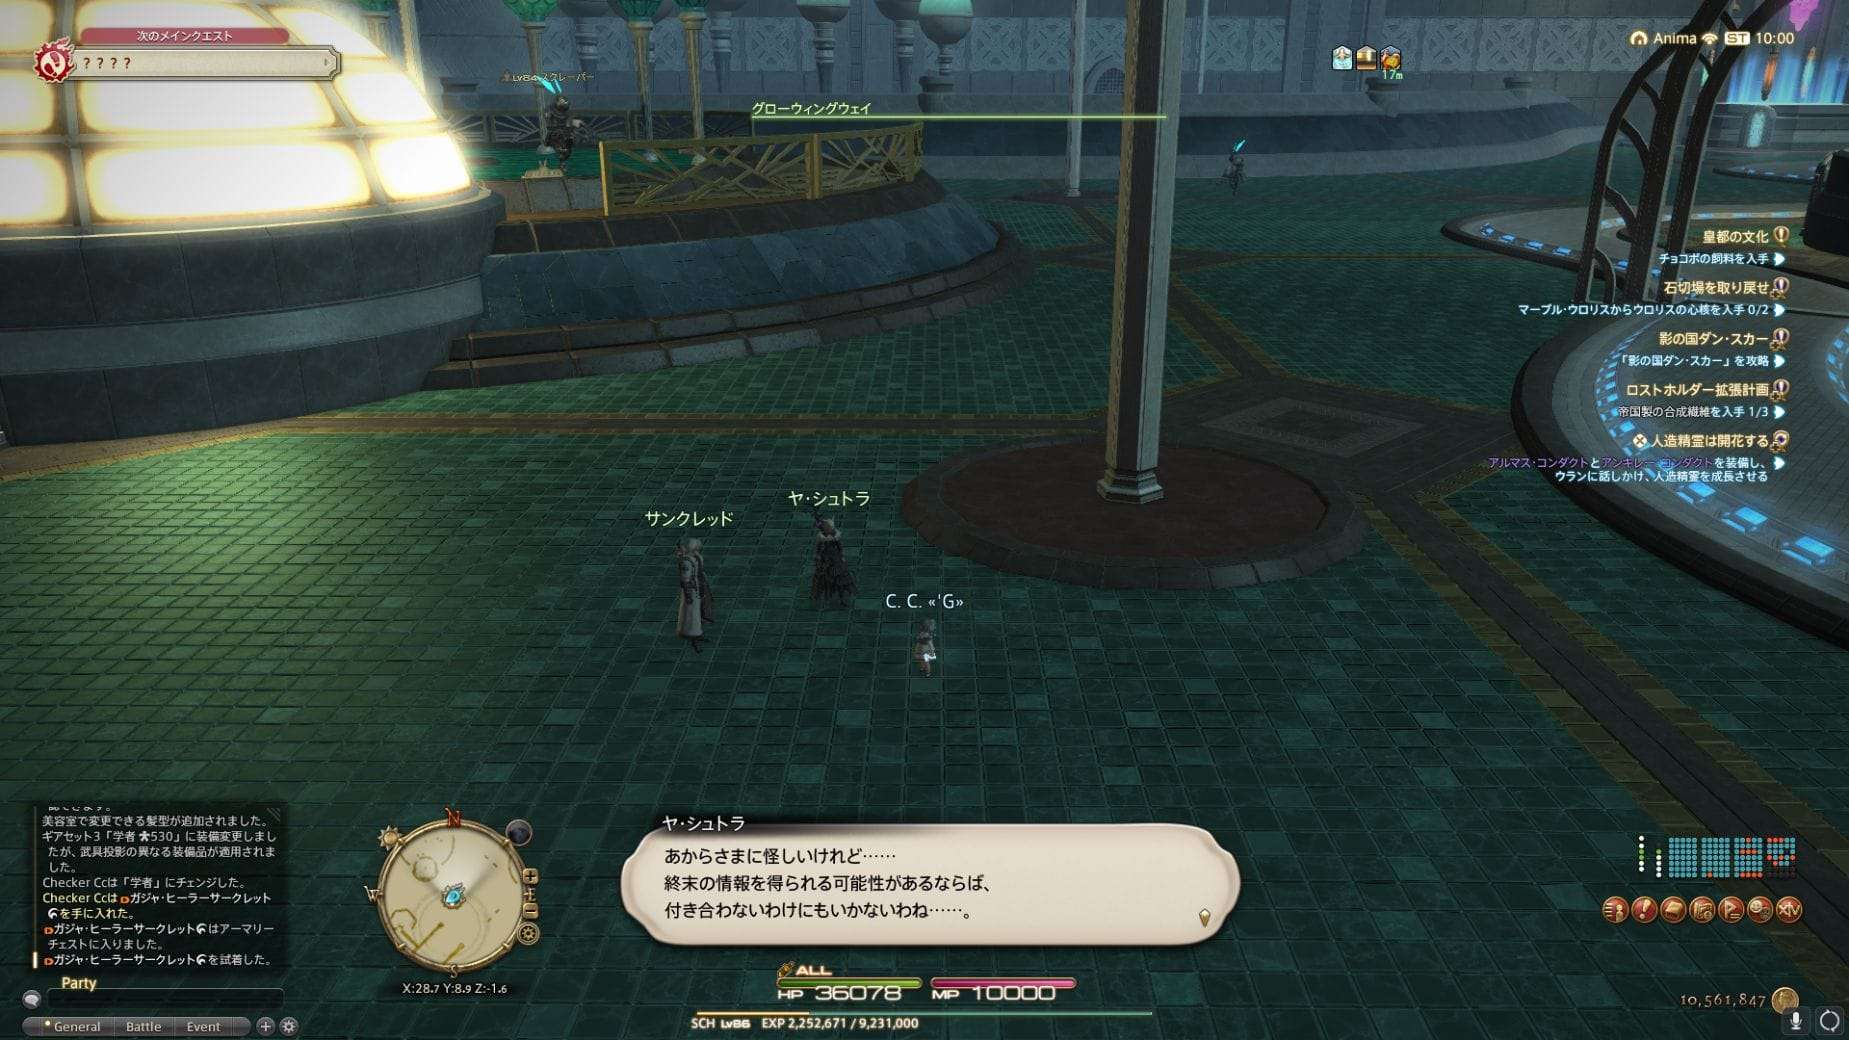 次のメインクエスト
????
Lv84 スクレーパー
グローウィングウェイ
17m
Anima ST 10:00
皇都の文化
チョコボの飼料を入手
石切場を取り戻せ
マーブル・ウロリスからウロリスの心核を入手 0/2
影の国ダン・スカー
「影の国ダン・スカー」を攻略
ロストホルダー拡張計画
帝国製の合成繊維を入手 1/3
人造精霊は開花する
アルマス・コンダクトとアンキレー・コンダクトを装備し、
ウランに話しかけ、人造精霊を成長させる
サンクレッド
ヤ・シュトラ
C. C. «'G»
美容室で変更できる髪型が追加されました。
ギアセット3「学者 530」に装備変更しまし
たが、武具投影の異なる装備品が適用されま
した。
Checker Ccは「学者」にチェンジした。
Checker Ccは ガジャ・ヒーラーサークレット
を手に入れた。
ガジャ・ヒーラーサークレット はアーマリー
チェストに入りました。
ガジャ・ヒーラーサークレット を試着した。
Party
General Battle Event
N
W
S
X:28.7 Y:8.9 Z:-1.6
ヤ・シュトラ
あからさまに怪しいけれど……
終末の情報を得られる可能性があるならば、
付き合わないわけにもいかないわね……。
ALL
HP 36078 MP 10000
SCH Lv86 EXP 2,252,671 / 9,231,000
XIV
10,561,847